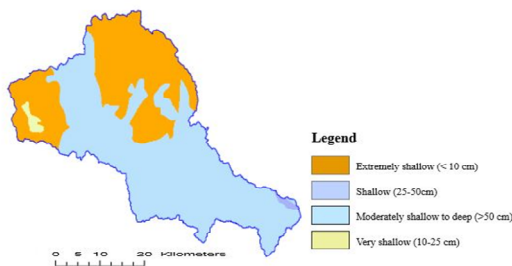 Legend
Extremely shallow (< 10 cm)
Shallow (25-50cm)
Moderately shallow to deep (>50 cm)
Very shallow (10-25 cm)
0 5 10 20 Kilometers